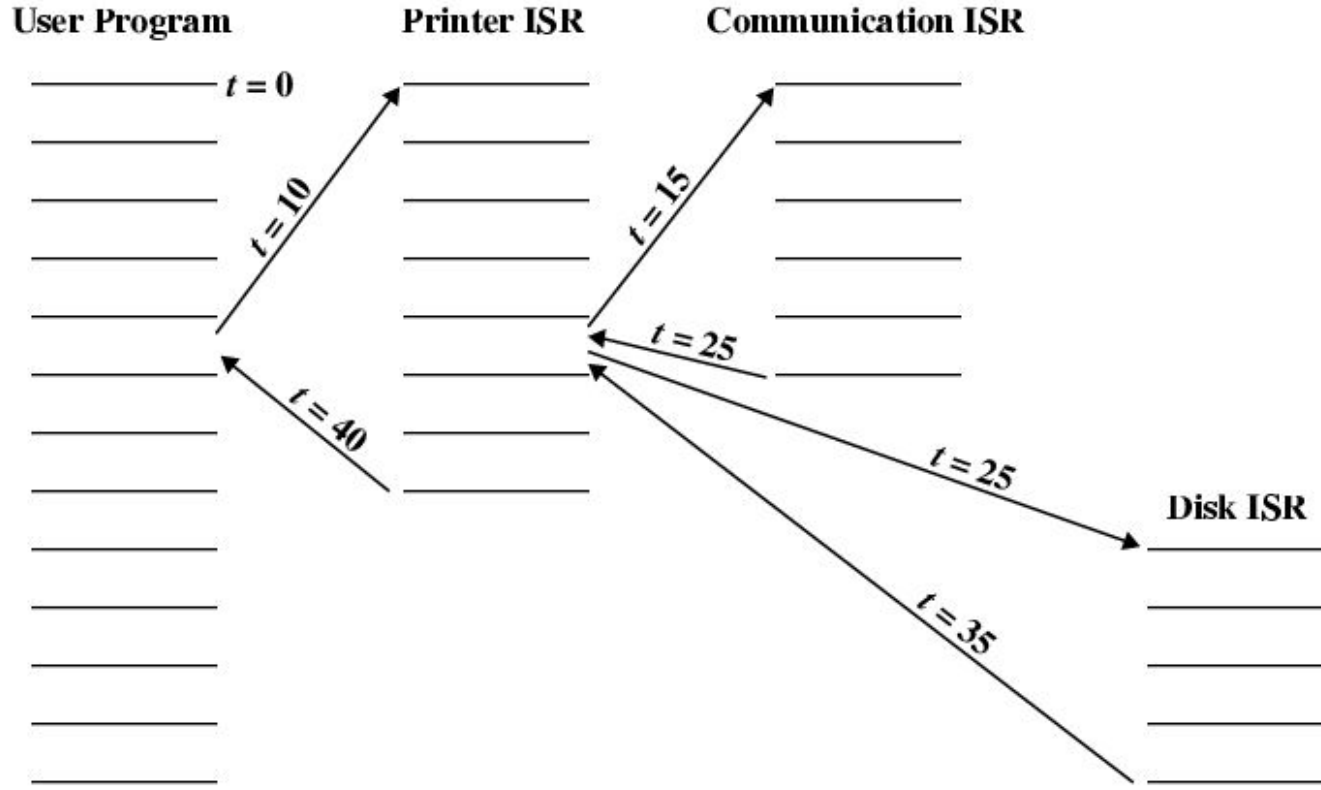 User Program
Printer ISR
Communication ISR
t = 0
t = 10
t = 15
t = 25
t = 40
t = 25
Disk ISR
t = 35